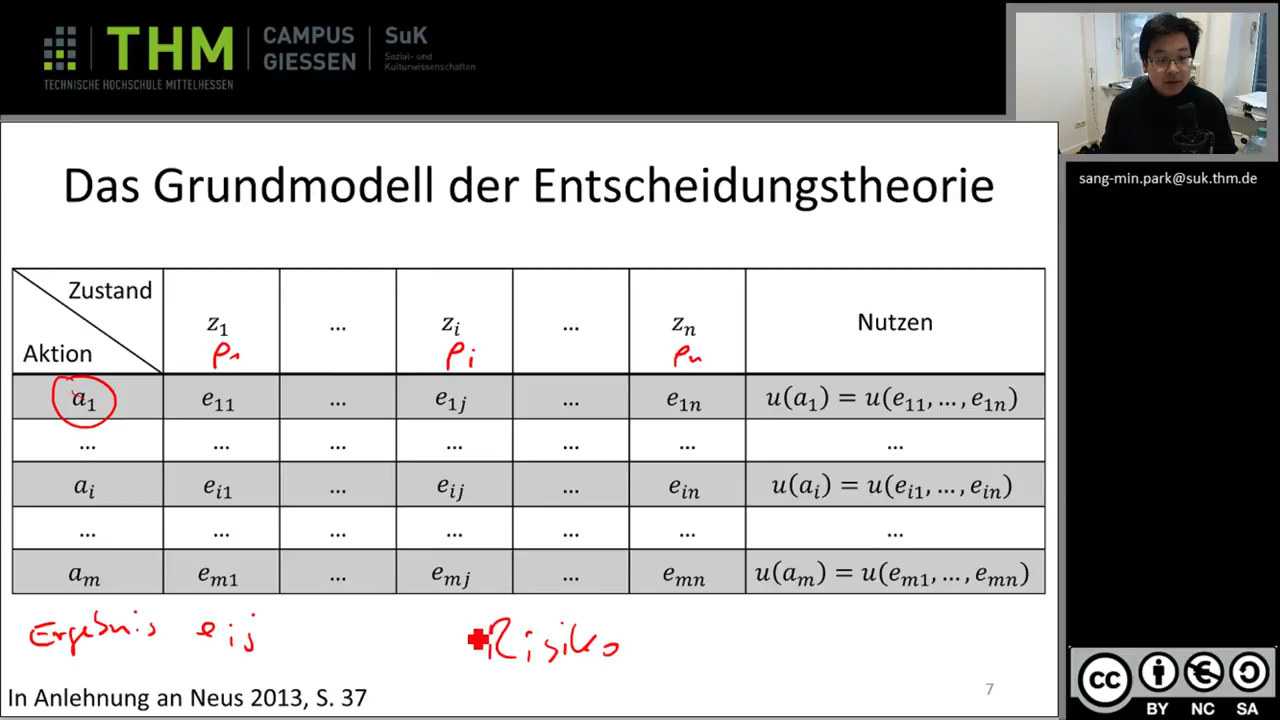 THM CAMPUS GIESSEN SuK
Sozial- und Kulturwissenschaften
TECHNISCHE HOCHSCHULE MITTELHESSEN
sang-min.park@suk.thm.de
Das Grundmodell der Entscheidungstheorie
Zustand
Aktion
z₁ ... zᵢ ... zₙ Nutzen
p₁ pᵢ pₙ
a₁ e₁₁ ... e₁ⱼ ... e₁ₙ u(a₁) = u(e₁₁, ... , e₁ₙ)
... ... ... ... ... ... ...
aᵢ eᵢ₁ ... eᵢⱼ ... eᵢₙ u(aᵢ) = u(eᵢ₁, ... , eᵢₙ)
... ... ... ... ... ... ...
aₘ eₘ₁ ... eₘⱼ ... eₘₙ u(aₘ) = u(eₘ₁, ... , eₘₙ)
Ergebnis eᵢⱼ Risiko
In Anlehnung an Neus 2013, S. 37
7
cc BY NC SA